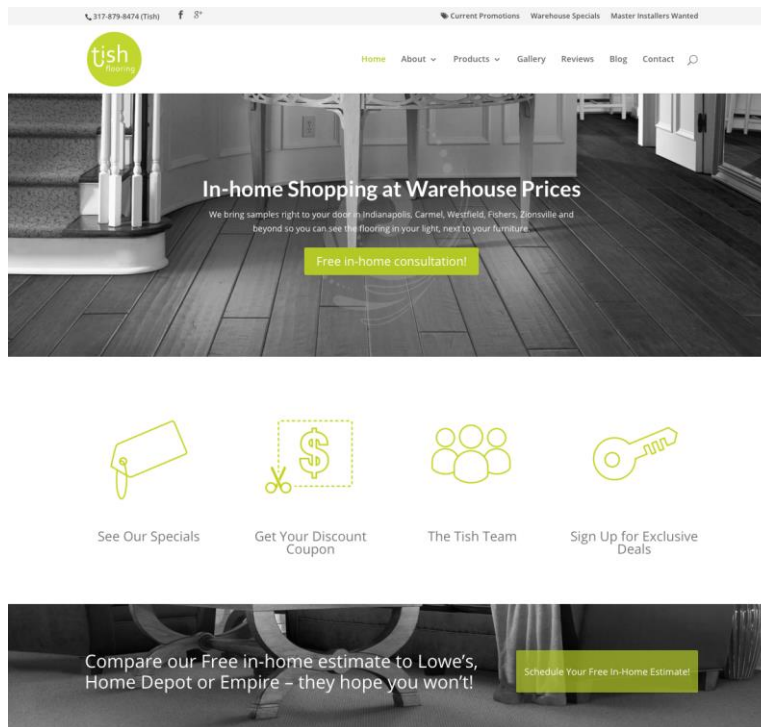 317-879-8474 (Tish) f g+ Current Promotions Warehouse Specials Master Installers Wanted
tish
flooring
Home About Products Gallery Reviews Blog Contact
In-home Shopping at Warehouse Prices
We bring samples right to your door in Indianapolis, Carmel, Westfield, Fishers, Zionsville and
beyond so you can see the flooring in your light, next to your furniture
Free in-home consultation!
$
See Our Specials
Get Your Discount
Coupon
The Tish Team
Sign Up for Exclusive
Deals
Compare our Free in-home estimate to Lowe's,
Home Depot or Empire – they hope you won't!
Schedule Your Free In-Home Estimate!